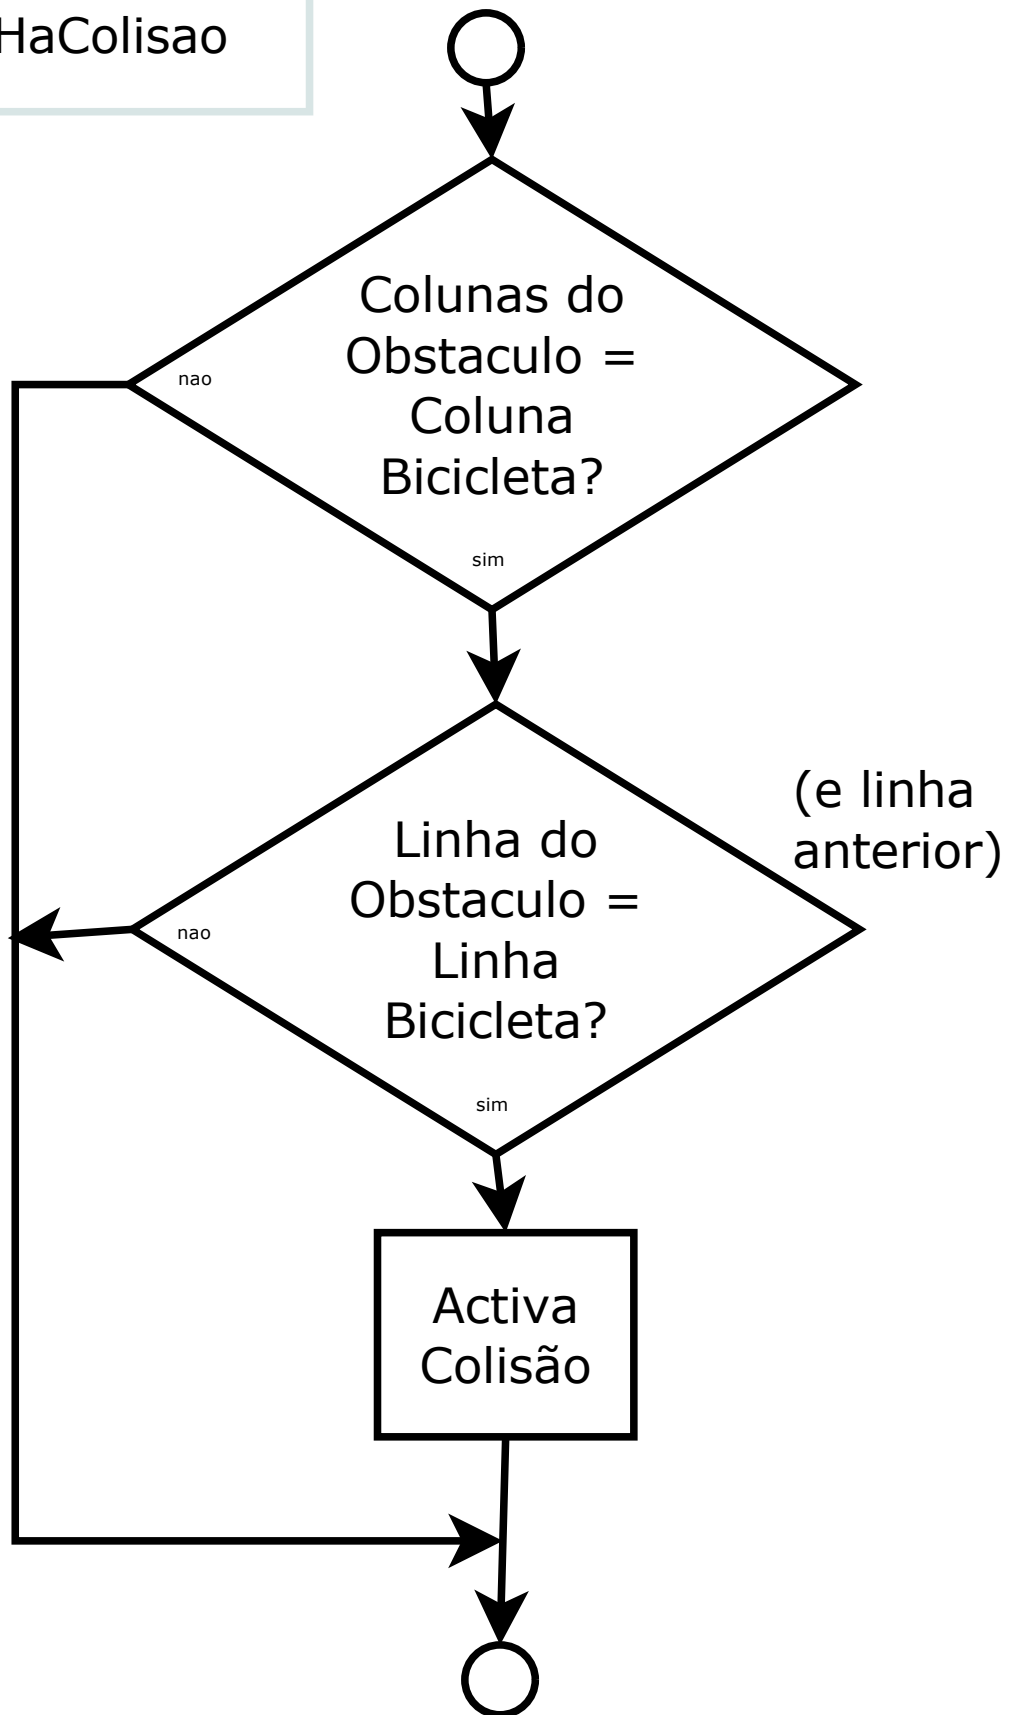 HaColisao
Colunas do
Obstaculo =
Coluna
Bicicleta?
nao
sim
(e linha
anterior)
Linha do
Obstaculo =
Linha
Bicicleta?
nao
sim
Activa
Colisão